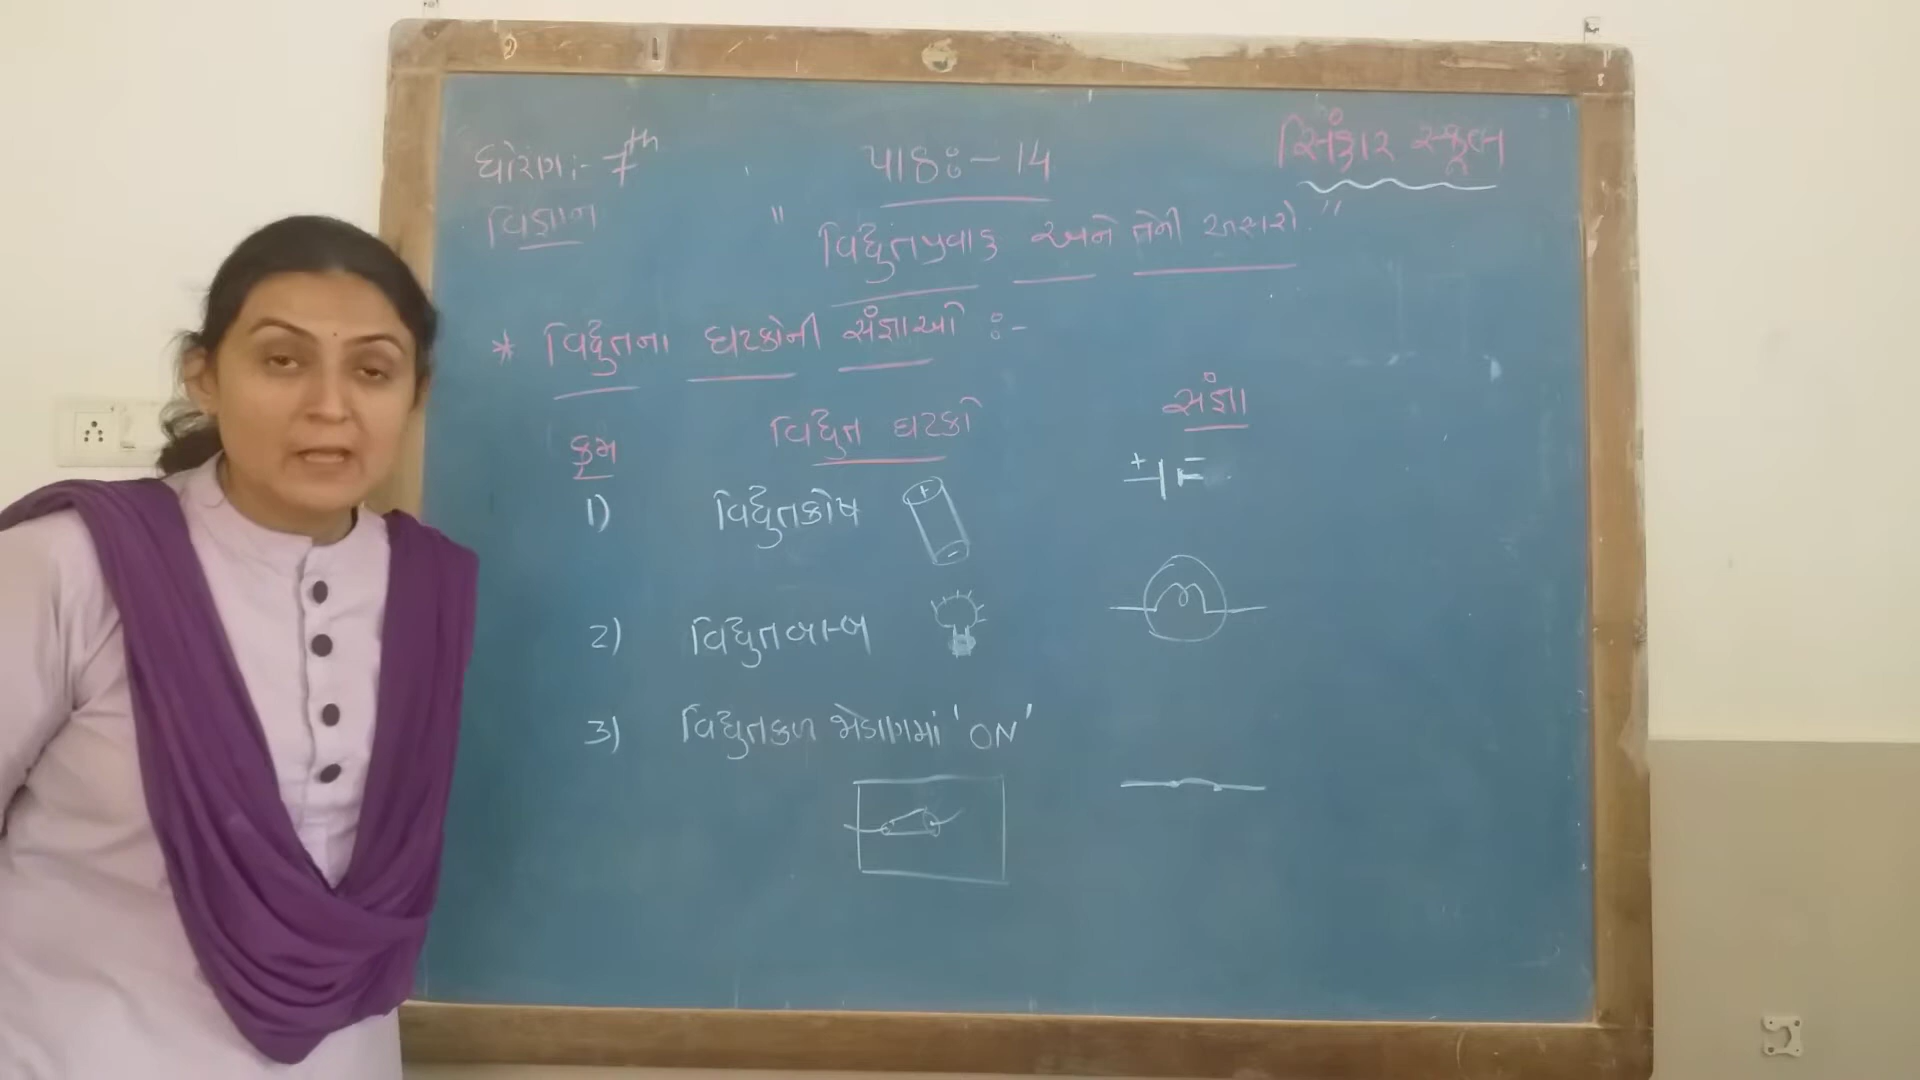 ધોરણ:- 7th
પાઠઃ- 14
સ્કૂલ
વિજ્ઞાન
" વિદ્યુતપ્રવાહ અને તેની અસરો "
* વિદ્યુતના ઘટકોની સંજ્ઞાઓ :-
ક્રમ વિદ્યુત ઘટકો સંજ્ઞા
1) વિદ્યુતકોષ + - + -
2) વિદ્યુતબલ્બ
3) વિદ્યુતકળ જોડાણમાં 'ON'